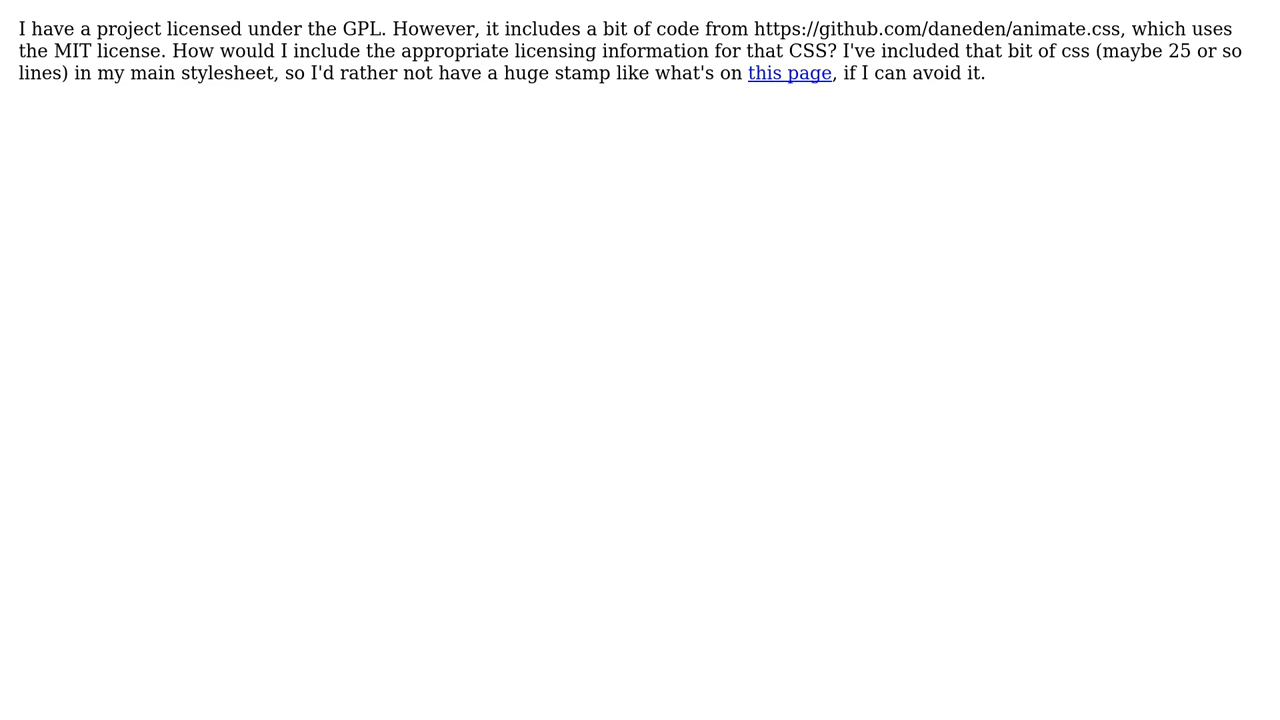 I have a project licensed under the GPL. However, it includes a bit of code from https://github.com/daneden/animate.css, which uses
the MIT license. How would I include the appropriate licensing information for that CSS? I've included that bit of css (maybe 25 or so
lines) in my main stylesheet, so I'd rather not have a huge stamp like what's on this page, if I can avoid it.